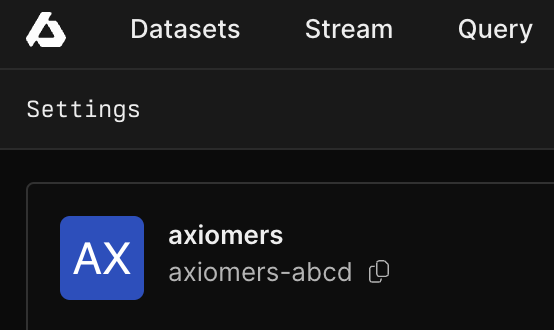 Datasets Stream Query
Settings
AX
axiomers
axiomers-abcd